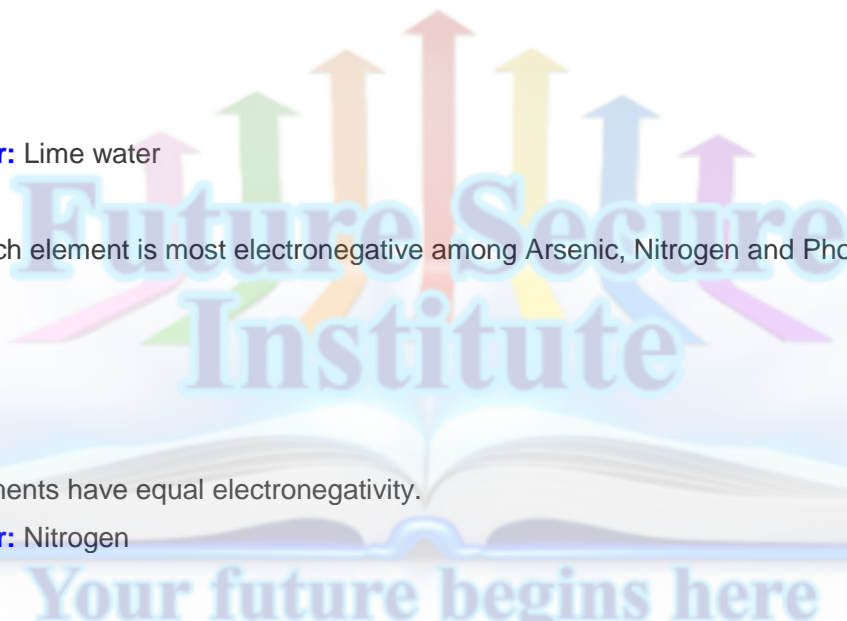 r: Lime water
Future Secure
ch element is most electronegative among Arsenic, Nitrogen and Pho
Institute
nents have equal electronegativity.
r: Nitrogen
Your future begins here